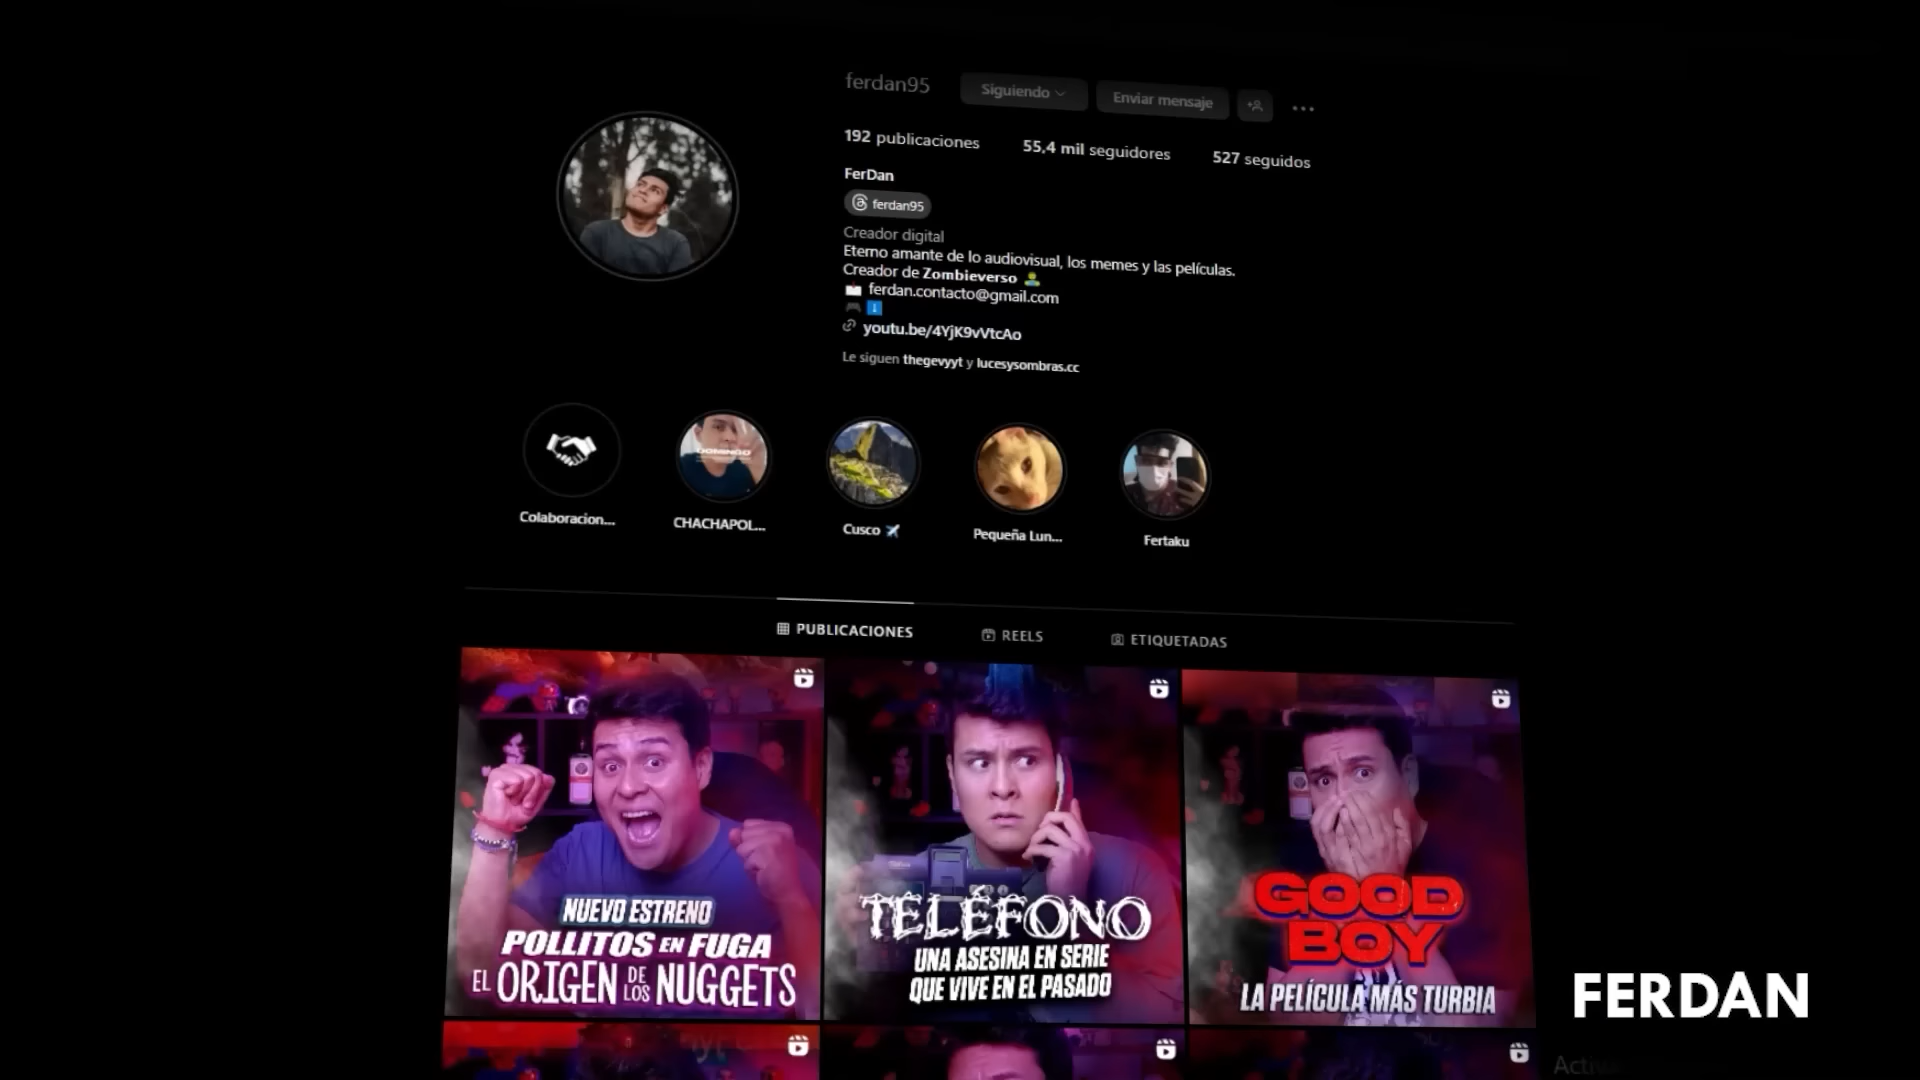 ferdan95
Siguiendo
Enviar mensaje
192 publicaciones
55,4 mil seguidores
527 seguidos
FerDan
ferdan95
Creador digital
Eterno amante de lo audiovisual, los memes y las películas.
Creador de Zombieverso
ferdan.contacto@gmail.com
youtu.be/4YjK9vVtcAo
Le siguen thegevyyt y lucesysombras.cc
DOMINGO
Colaboracion...
CHACHAPOL...
Cusco
Pequeña Lun...
Fertaku
PUBLICACIONES
REELS
ETIQUETADAS
NUEVO ESTRENO
POLLITOS EN FUGA
EL ORIGEN DE LOS NUGGETS
TELÉFONO
UNA ASESINA EN SERIE
QUE VIVE EN EL PASADO
GOOD
BOY
LA PELÍCULA MÁS TURBIA
FERDAN